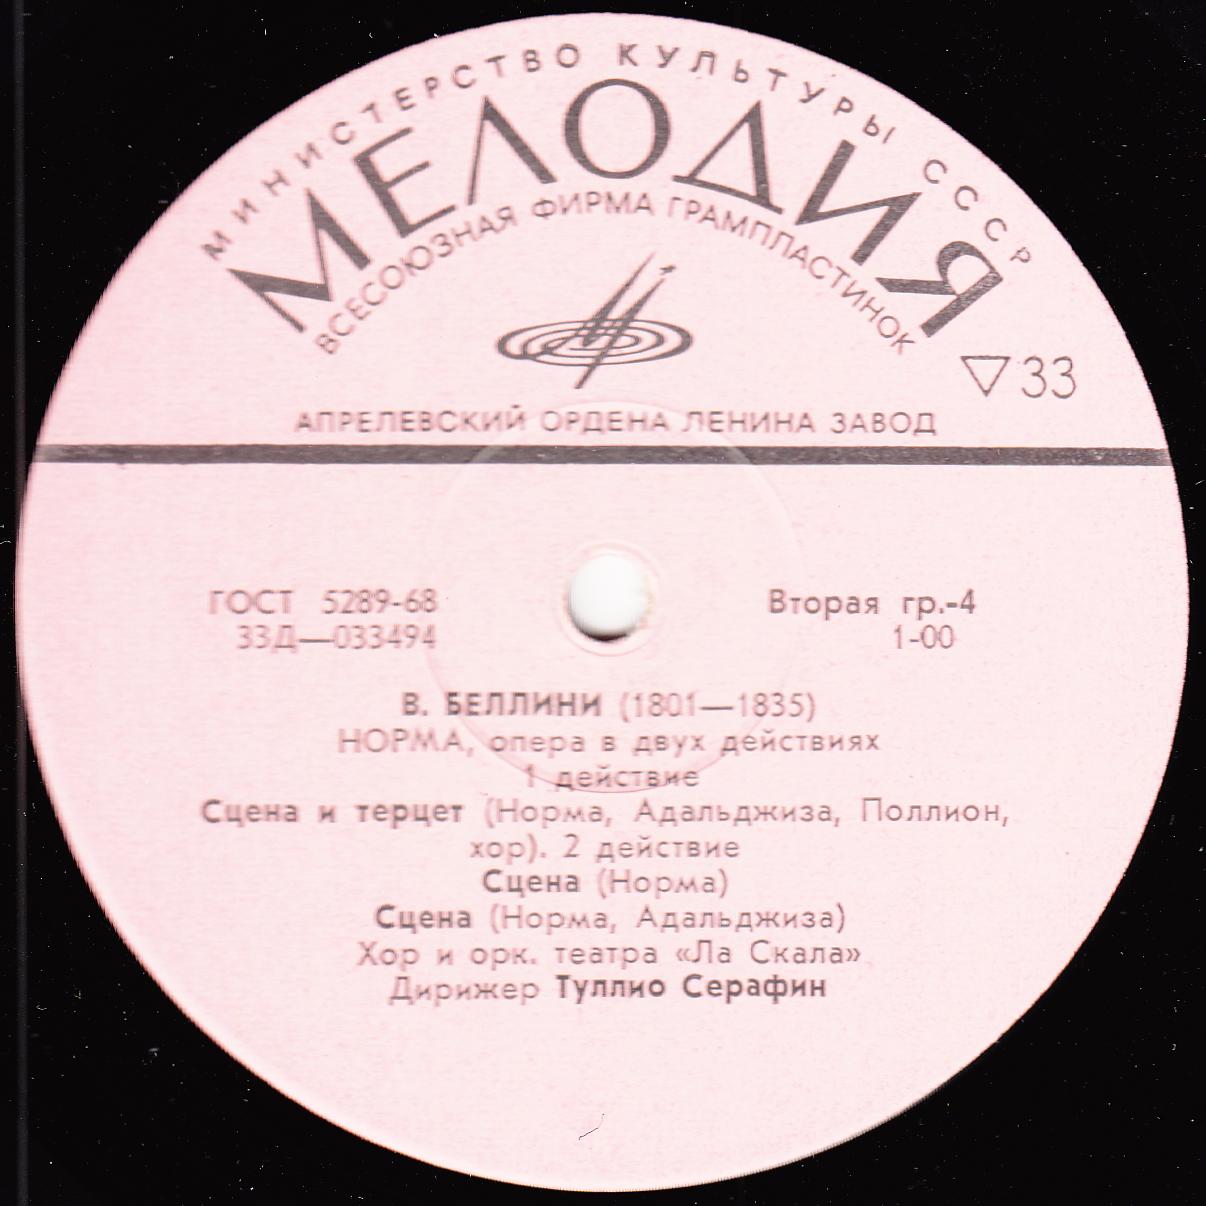 МИНИСТЕРСТВО КУЛЬТУРЫ СССР
МЕЛОДИЯ
ВСЕСОЮЗНАЯ ФИРМА ГРАМПЛАСТИНОК
33
АПРЕЛЕВСКИЙ ОРДЕНА ЛЕНИНА ЗАВОД
ГОСТ 5289-68 Вторая гр.-4
33Д—033494 1-00
В. БЕЛЛИНИ (1801—1835)
НОРМА, опера в двух действиях
1 действие
Сцена и терцет (Норма, Адальджиза, Поллион,
хор). 2 действие
Сцена (Норма)
Сцена (Норма, Адальджиза)
Хор и орк. театра «Ла Скала»
Дирижер Туллио Серафин